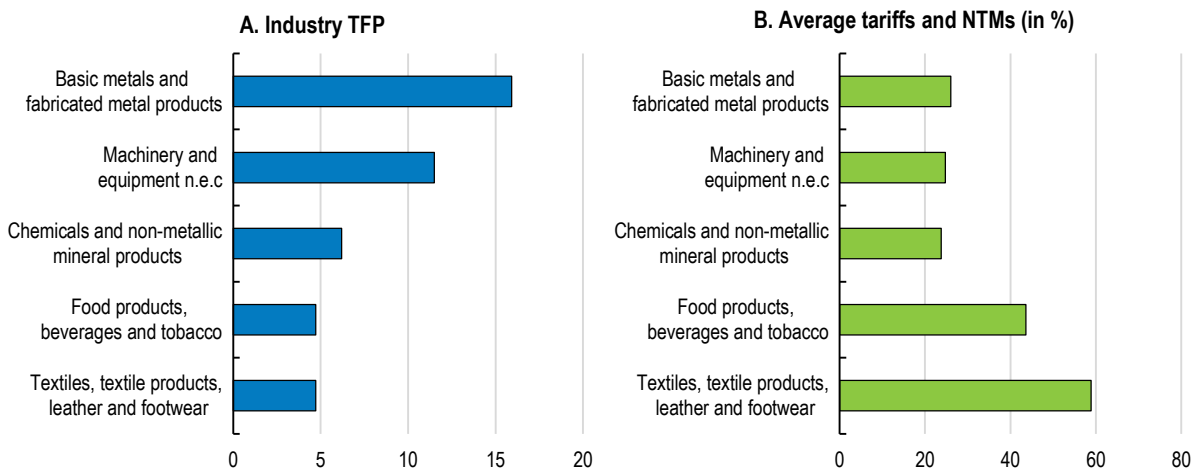 A. Industry TFP
Basic metals and
fabricated metal products
Machinery and
equipment n.e.c
Chemicals and non-metallic
mineral products
Food products,
beverages and tobacco
Textiles, textile products,
leather and footwear
0 5 10 15 20
B. Average tariffs and NTMs (in %)
Basic metals and
fabricated metal products
Machinery and
equipment n.e.c
Chemicals and non-metallic
mineral products
Food products,
beverages and tobacco
Textiles, textile products,
leather and footwear
0 20 40 60 80